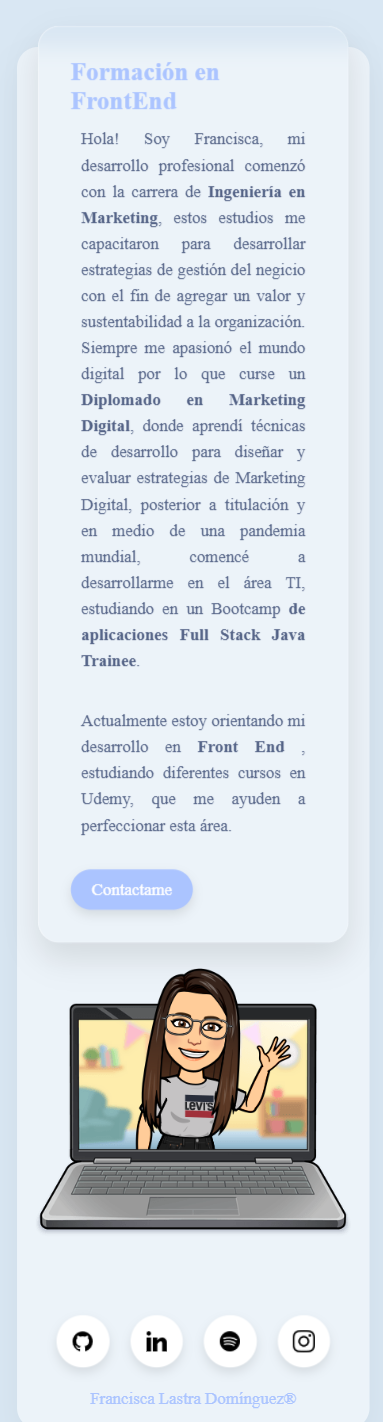 Formación en
FrontEnd
Hola! Soy Francisca, mi
desarrollo profesional comenzó
con la carrera de Ingeniería en
Marketing, estos estudios me
capacitaron para desarrollar
estrategias de gestión del negicio
con el fin de agregar un valor y
sustentabilidad a la organización.
Siempre me apasionó el mundo
digital por lo que curse un
Diplomado en Marketing
Digital, donde aprendí técnicas
de desarrollo para diseñar y
evaluar estrategias de Marketing
Digital, posterior a titulación y
en medio de una pandemia
mundial, comencé a
desarrollarme en el área TI,
estudiando en un Bootcamp de
aplicaciones Full Stack Java
Trainee.
Actualmente estoy orientando mi
desarrollo en Front End ,
estudiando diferentes cursos en
Udemy, que me ayuden a
perfeccionar esta área.
Contactame
LEVI'S
in
Francisca Lastra Domínguez®